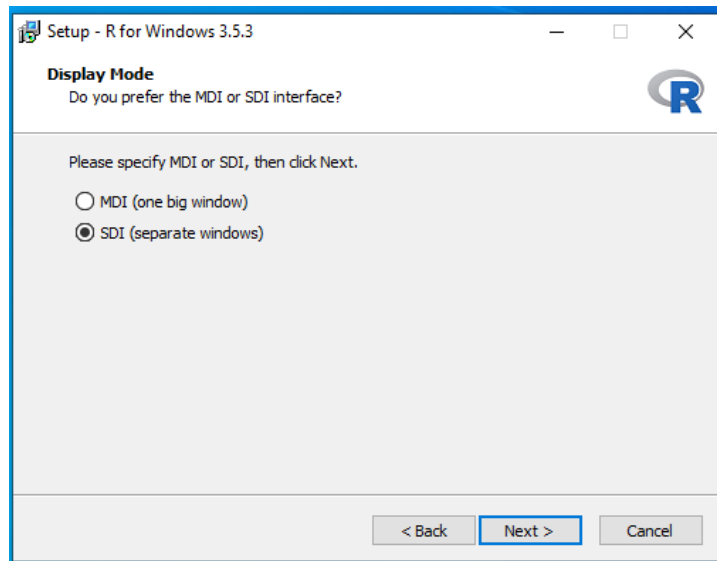 Setup - R for Windows 3.5.3
Display Mode
Do you prefer the MDI or SDI interface?
R
Please specify MDI or SDI, then click Next.
MDI (one big window)
SDI (separate windows)
< Back Next > Cancel